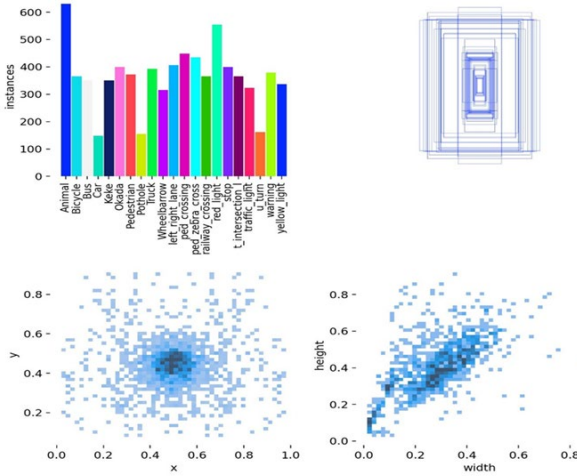 600
500
400
300
200
100
0
instances
Animal
Bicycle
Bus
Car
Keke
Okada
Pedestrian
Pothole
Truck
Wheelbarrow
left_right_lane
ped_crossing
ped_zebra_cross
railway_crossing
red_light
stop
t_intersection_l
traffic_light
u_turn
warning
yellow_light
0.8
0.6
0.4
0.2
y
0.0 0.2 0.4 0.6 0.8 1.0
x
0.8
0.6
0.4
0.2
0.0
height
0.0 0.2 0.4 0.6 0.8
width